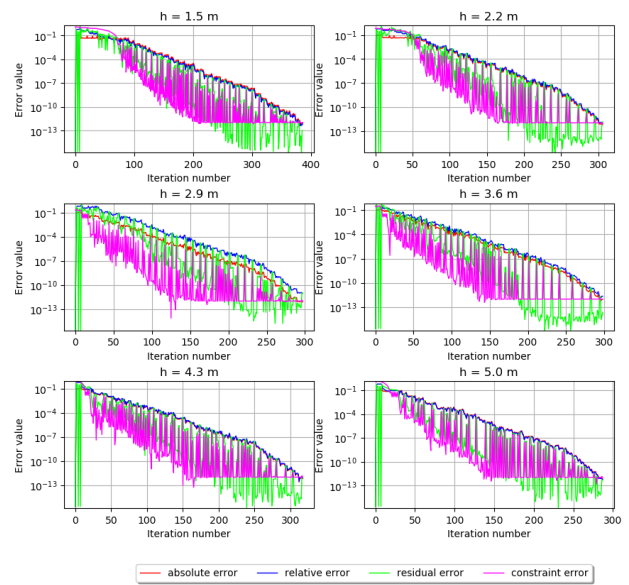 h = 1.5 m
h = 2.2 m
Error value
10⁻¹
10⁻⁴
10⁻⁷
10⁻¹⁰
10⁻¹³
0 100 200 300 400
Iteration number
Error value
10⁻¹
10⁻⁴
10⁻⁷
10⁻¹⁰
10⁻¹³
0 50 100 150 200 250 300
Iteration number
h = 2.9 m
h = 3.6 m
Error value
10⁻¹
10⁻⁴
10⁻⁷
10⁻¹⁰
10⁻¹³
0 50 100 150 200 250 300
Iteration number
Error value
10⁻¹
10⁻⁴
10⁻⁷
10⁻¹⁰
10⁻¹³
0 50 100 150 200 250 300
Iteration number
h = 4.3 m
h = 5.0 m
Error value
10⁻¹
10⁻⁴
10⁻⁷
10⁻¹⁰
10⁻¹³
0 50 100 150 200 250 300
Iteration number
Error value
10⁻¹
10⁻⁴
10⁻⁷
10⁻¹⁰
10⁻¹³
0 50 100 150 200 250 300
Iteration number
absolute error relative error residual error constraint error